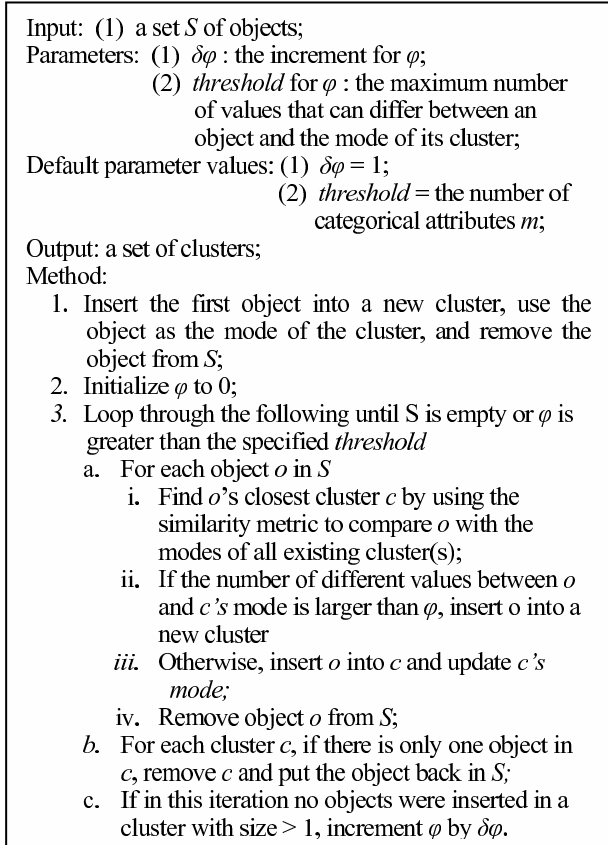 Input: (1) a set S of objects;
Parameters: (1) δφ : the increment for φ;
(2) threshold for φ : the maximum number
of values that can differ between an
object and the mode of its cluster;
Default parameter values: (1) δφ = 1;
(2) threshold = the number of
categorical attributes m;
Output: a set of clusters;
Method:
1. Insert the first object into a new cluster, use the
object as the mode of the cluster, and remove the
object from S;
2. Initialize φ to 0;
3. Loop through the following until S is empty or φ is
greater than the specified threshold
a. For each object o in S
i. Find o’s closest cluster c by using the
similarity metric to compare o with the
modes of all existing cluster(s);
ii. If the number of different values between o
and c’s mode is larger than φ, insert o into a
new cluster
iii. Otherwise, insert o into c and update c’s
mode;
iv. Remove object o from S;
b. For each cluster c, if there is only one object in
c, remove c and put the object back in S;
c. If in this iteration no objects were inserted in a
cluster with size > 1, increment φ by δφ.